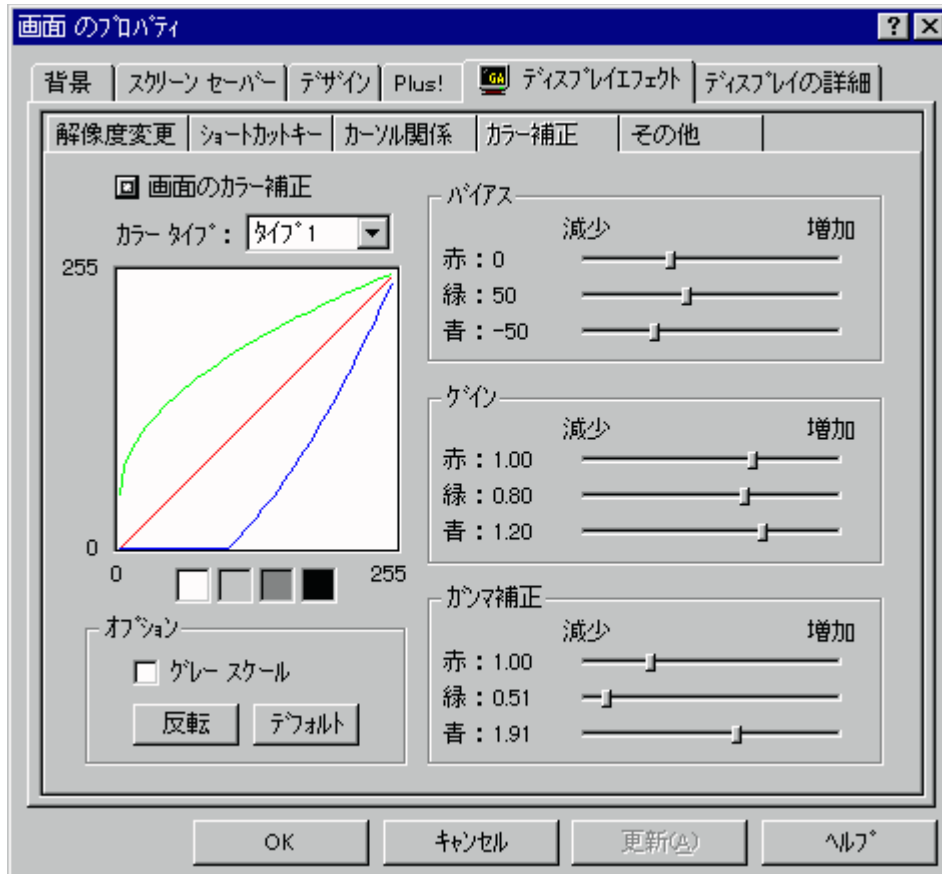 画面 のﾌﾟﾛﾊﾟﾃｨ
背景 ｽｸﾘｰﾝ ｾｰﾊﾞｰ ﾃﾞｻﾞｲﾝ Plus! GA ﾃﾞｨｽﾌﾟﾚｲｴﾌｪｸﾄ ﾃﾞｨｽﾌﾟﾚｲの詳細
解像度変更 ｼｮｰﾄｶｯﾄｷｰ ｶｰｿﾙ関係 ｶﾗｰ補正 その他
画面のｶﾗｰ補正
ｶﾗｰ ﾀｲﾌﾟ: ﾀｲﾌﾟ1
255
0
0 255
ｵﾌﾟｼｮﾝ
ｸﾞﾚｰ ｽｹｰﾙ
反転 ﾃﾞﾌｫﾙﾄ
ﾊﾞｲｱｽ
減少 増加
赤:0
緑:50
青:-50
ｹﾞｲﾝ
減少 増加
赤:1.00
緑:0.80
青:1.20
ｶﾞﾝﾏ補正
減少 増加
赤:1.00
緑:0.51
青:1.91
OK ｷｬﾝｾﾙ 更新(A) ﾍﾙﾌﾟ